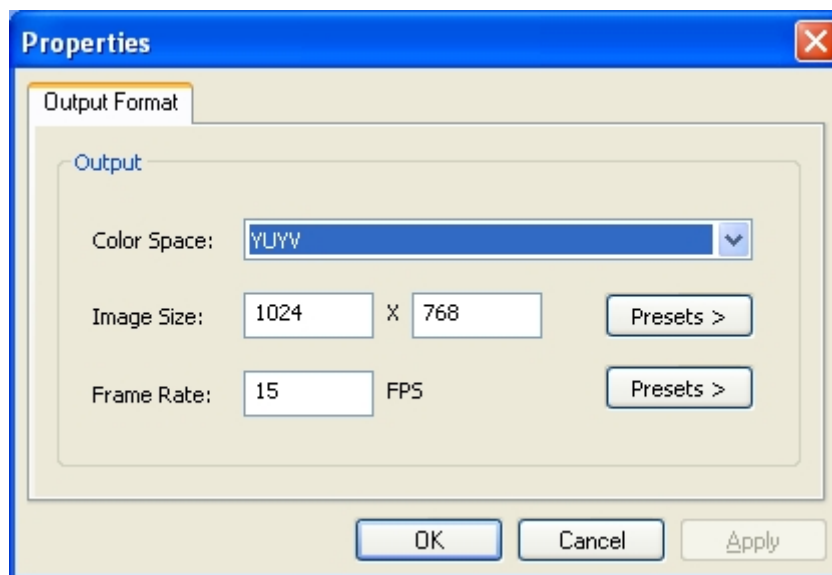 Properties
Output Format
Output
Color Space: YUYV
Image Size: 1024 X 768 Presets >
Frame Rate: 15 FPS Presets >
OK Cancel Apply